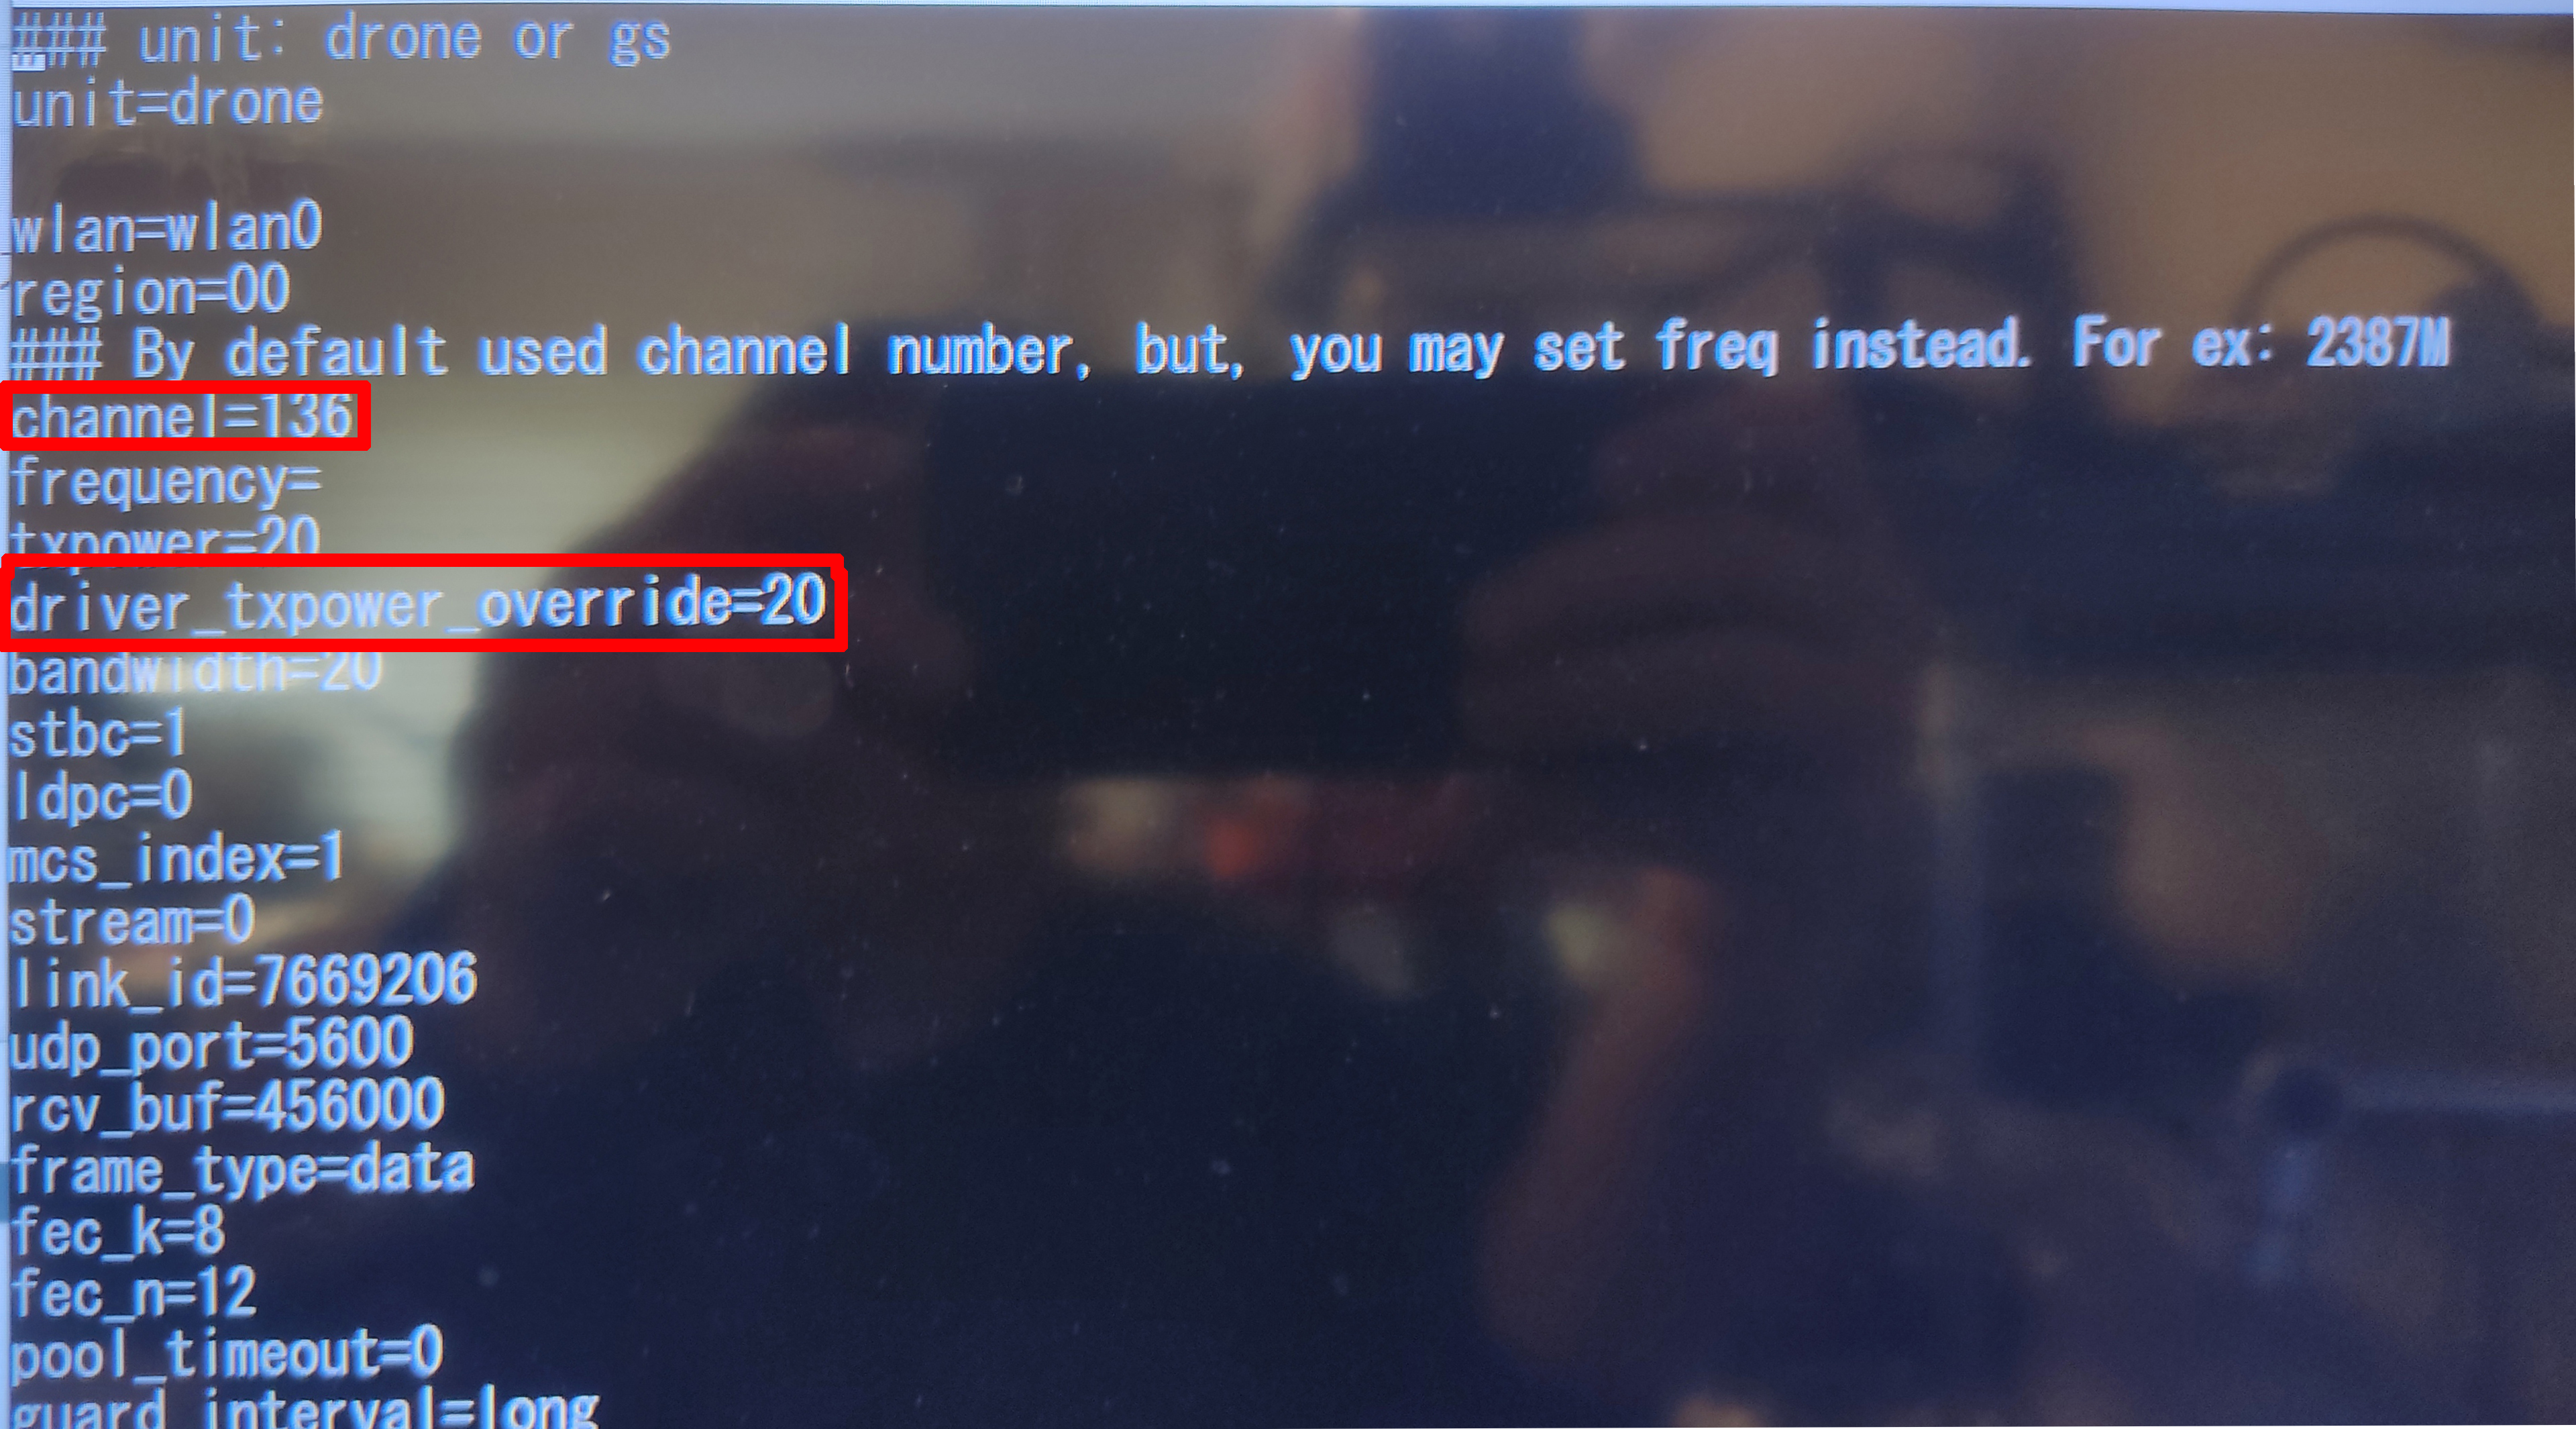 ### unit: drone or gs
unit=drone
wlan=wlan0
region=00
### By default used channel number, but, you may set freq instead. For ex: 2387M
channel=136
frequency=
txpower=20
driver_txpower_override=20
bandwidth=20
stbc=1
ldpc=0
mcs_index=1
stream=0
link_id=7669206
udp_port=5600
rcv_buf=456000
frame_type=data
fec_k=8
fec_n=12
pool_timeout=0
guard_interval=long